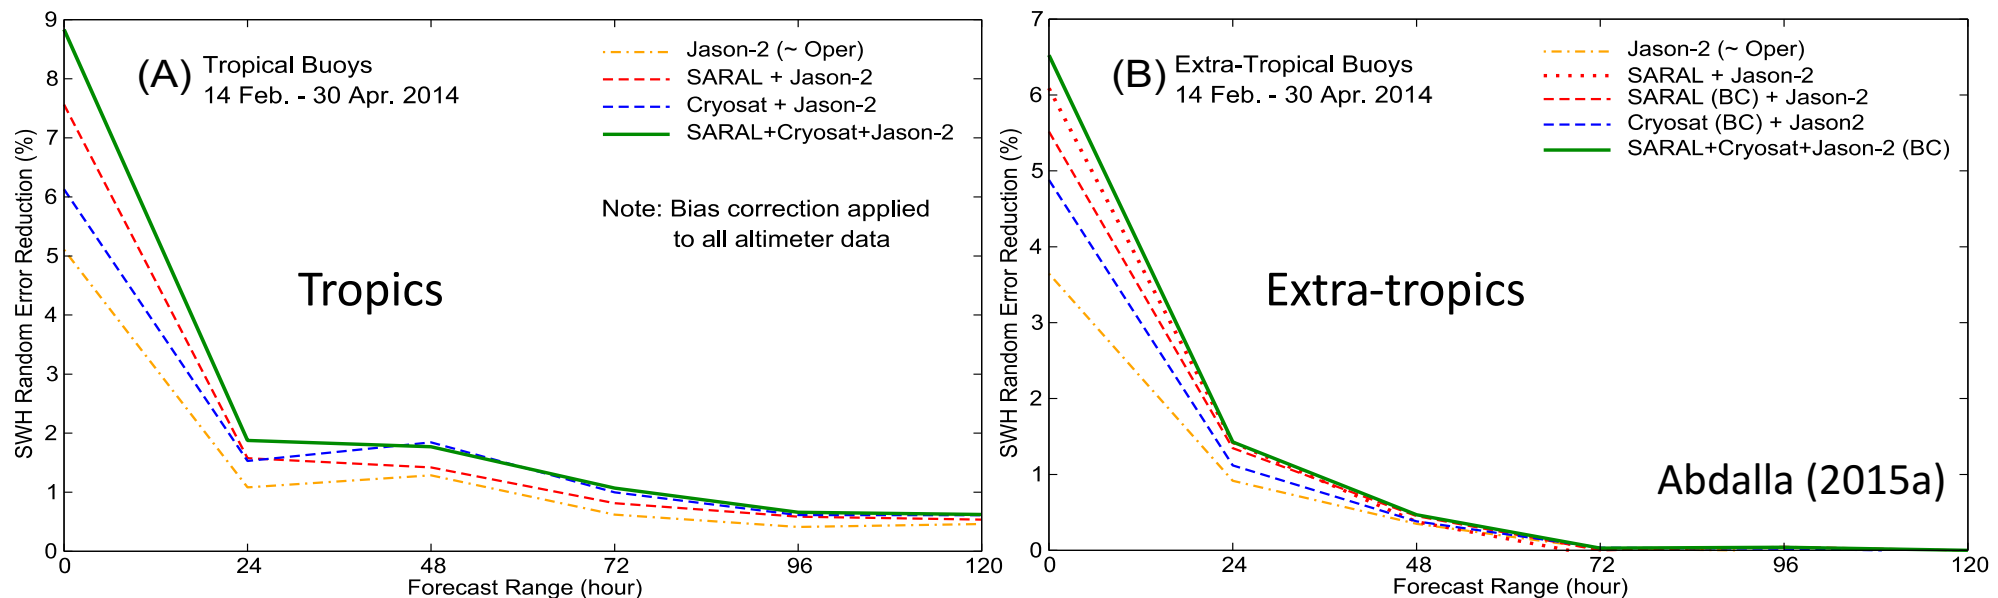 (A) Tropical Buoys
14 Feb. - 30 Apr. 2014
Jason-2 (~ Oper)
SARAL + Jason-2
Cryosat + Jason-2
SARAL+Cryosat+Jason-2
Note: Bias correction applied
to all altimeter data
Tropics
SWH Random Error Reduction (%)
9
8
7
6
5
4
3
2
1
0
0 24 48 72 96 120
Forecast Range (hour)
(B) Extra-Tropical Buoys
14 Feb. - 30 Apr. 2014
Jason-2 (~ Oper)
SARAL + Jason-2
SARAL (BC) + Jason-2
Cryosat (BC) + Jason2
SARAL+Cryosat+Jason-2 (BC)
Extra-tropics
Abdalla (2015a)
SWH Random Error Reduction (%)
7
6
5
4
3
2
1
0
0 24 48 72 96 120
Forecast Range (hour)